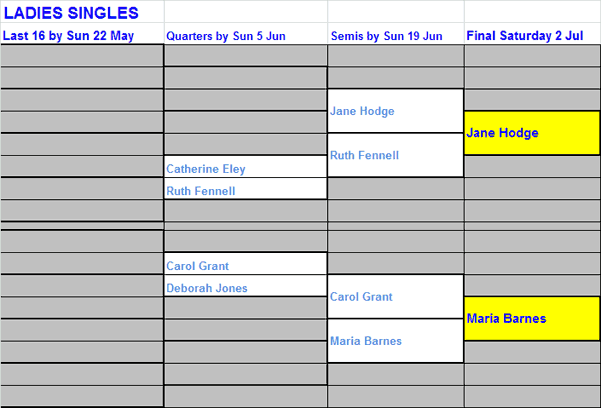 LADIES SINGLES
Last 16 by Sun 22 May Quarters by Sun 5 Jun Semis by Sun 19 Jun Final Saturday 2 Jul
Jane Hodge
Jane Hodge
Ruth Fennell
Catherine Eley
Ruth Fennell
Carol Grant
Deborah Jones
Carol Grant
Maria Barnes
Maria Barnes